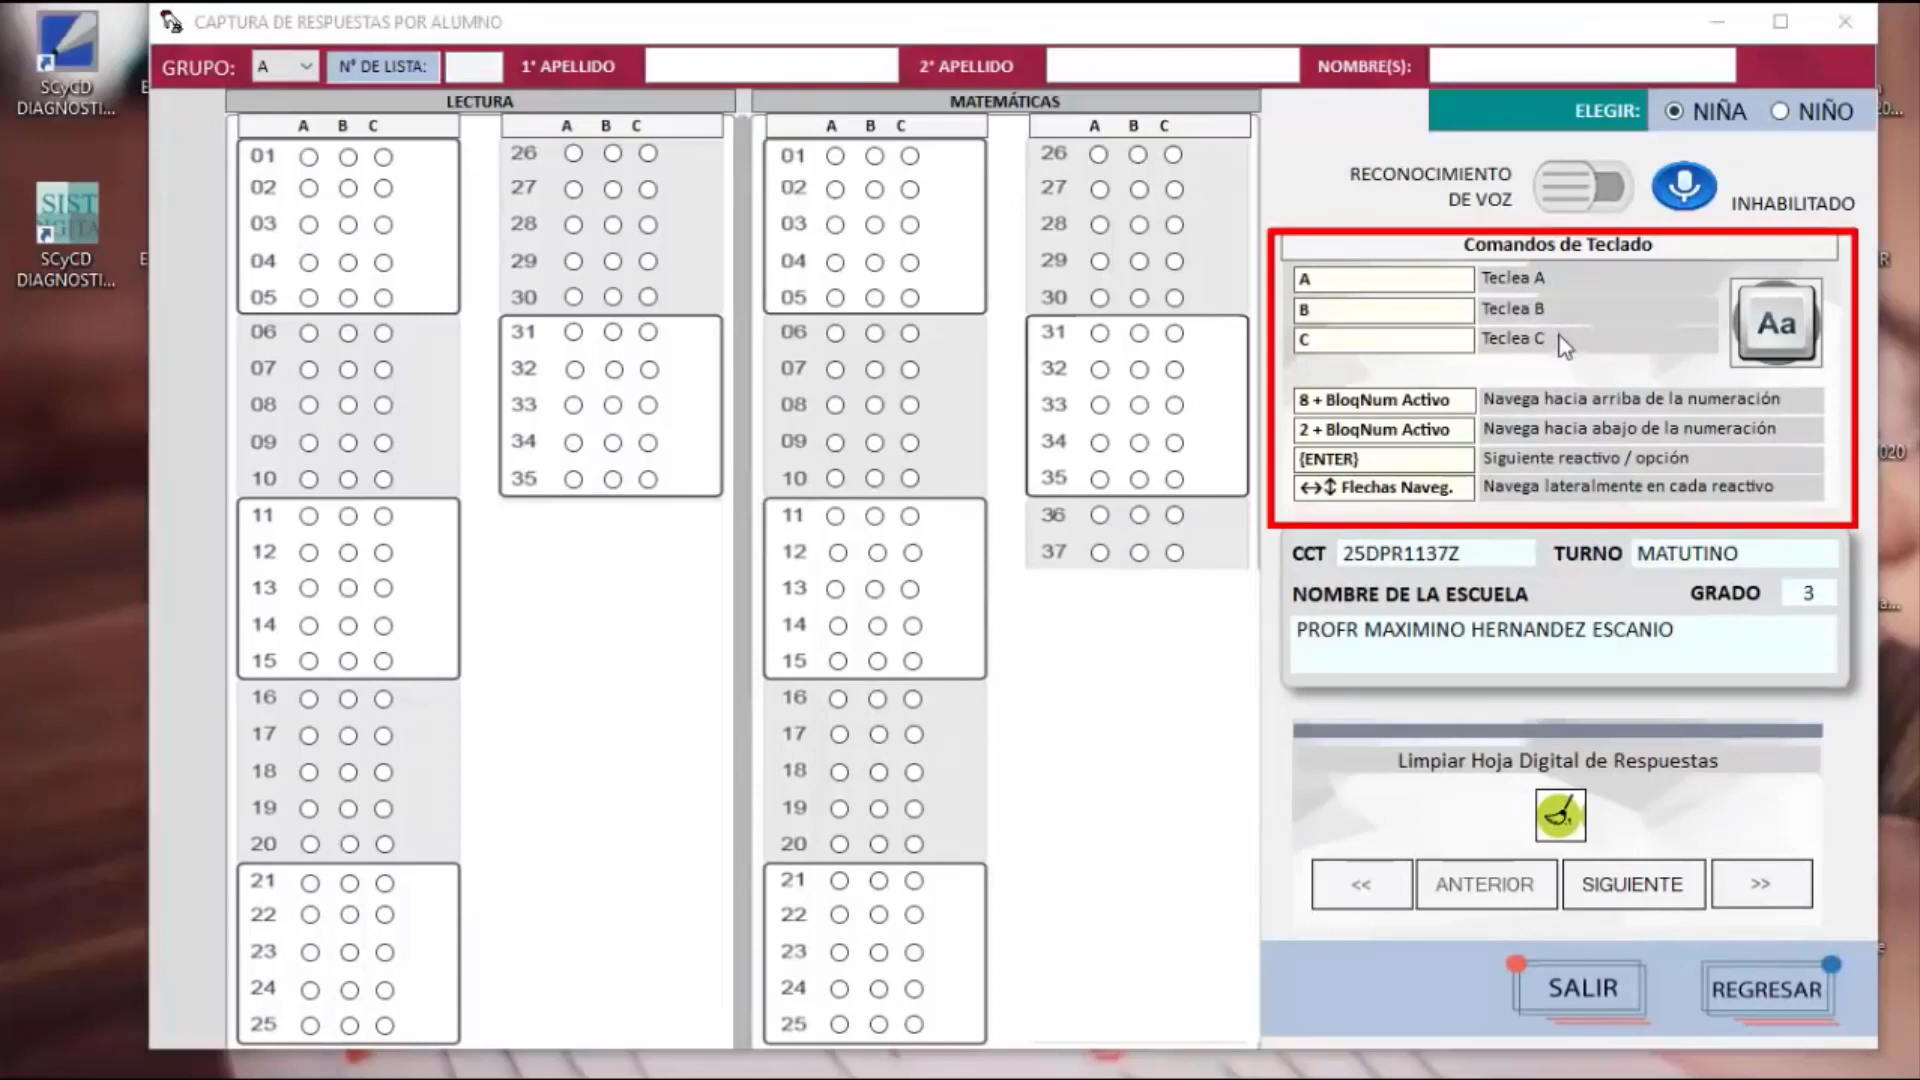 CAPTURA DE RESPUESTAS POR ALUMNO
GRUPO: A N° DE LISTA: 1° APELLIDO 2° APELLIDO NOMBRE(S):
SCyCD
DIAGNOSTI...
SIST
SCyCD
DIAGNOSTI...
LECTURA
A B C A B C
01 26
02 27
03 28
04 29
05 30
06 31
07 32
08 33
09 34
10 35
11
12
13
14
15
16
17
18
19
20
21
22
23
24
25
MATEMÁTICAS
A B C A B C
01 26
02 27
03 28
04 29
05 30
06 31
07 32
08 33
09 34
10 35
11 36
12 37
13
14
15
16
17
18
19
20
21
22
23
24
25
ELEGIR: NIÑA NIÑO
RECONOCIMIENTO
DE VOZ
INHABILITADO
Comandos de Teclado
A Teclea A
B Teclea B
C Teclea C
Aa
8 + BloqNum Activo Navega hacia arriba de la numeración
2 + BloqNum Activo Navega hacia abajo de la numeración
{ENTER} Siguiente reactivo / opción
↔↕ Flechas Naveg. Navega lateralmente en cada reactivo
CCT 25DPR1137Z TURNO MATUTINO
NOMBRE DE LA ESCUELA GRADO 3
PROFR MAXIMINO HERNANDEZ ESCANIO
Limpiar Hoja Digital de Respuestas
<< ANTERIOR SIGUIENTE >>
SALIR REGRESAR